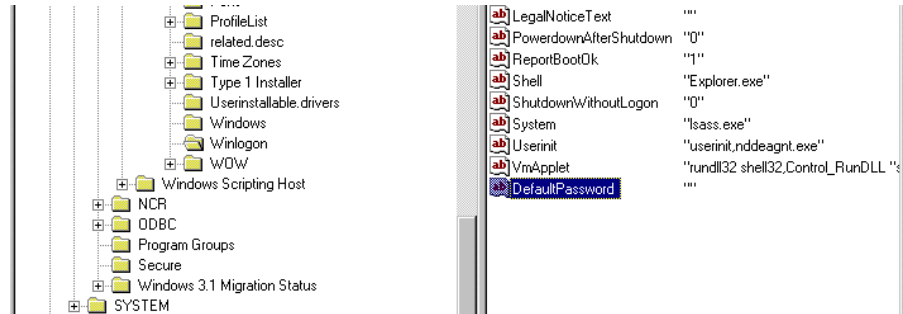 ProfileList
related.desc
Time Zones
Type 1 Installer
Userinstallable.drivers
Windows
Winlogon
WOW
Windows Scripting Host
NCR
ODBC
Program Groups
Secure
Windows 3.1 Migration Status
SYSTEM
LegalNoticeText ""
PowerdownAfterShutdown "0"
ReportBootOk "1"
Shell "Explorer.exe"
ShutdownWithoutLogon "0"
System "lsass.exe"
Userinit "userinit,nddeagnt.exe"
VmApplet "rundll32 shell32,Control_RunDLL "s
DefaultPassword ""